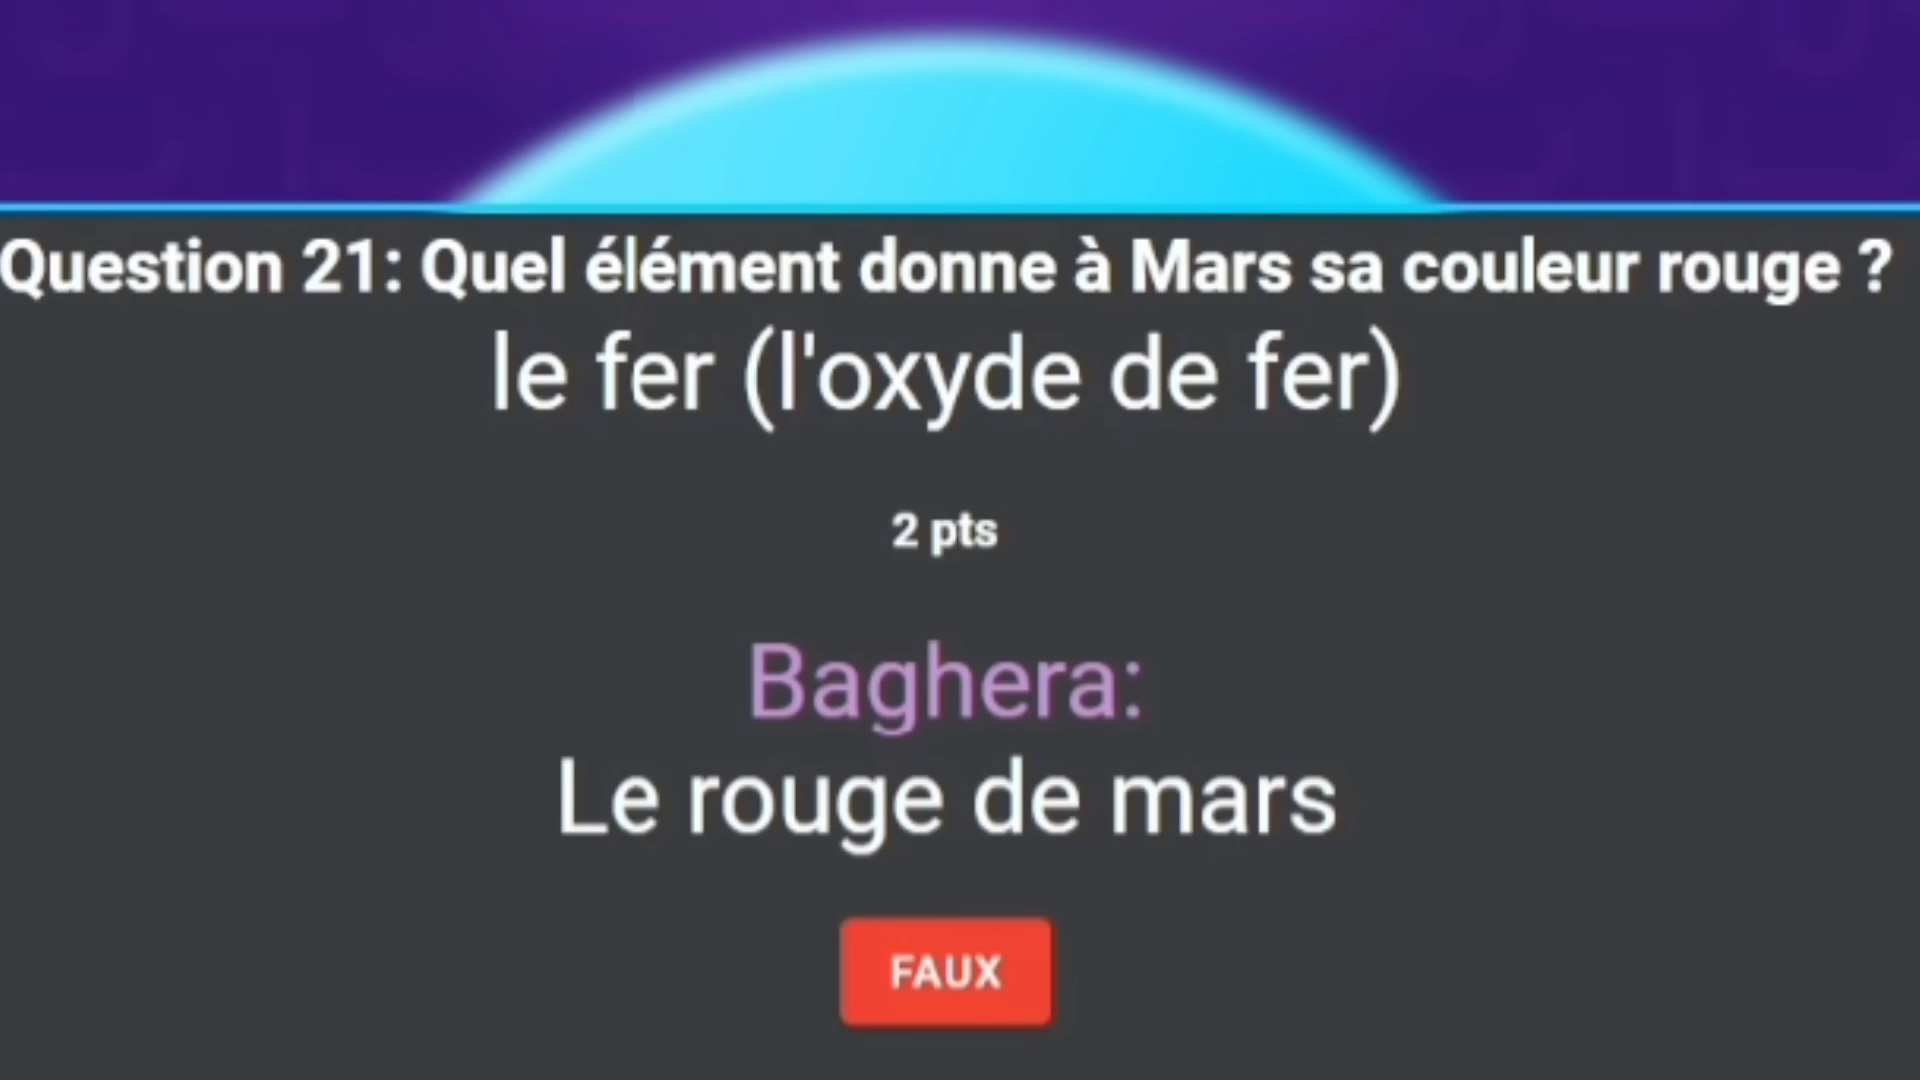 Question 21: Quel élément donne à Mars sa couleur rouge ?
le fer (l'oxyde de fer)
2 pts
Baghera:
Le rouge de mars
FAUX